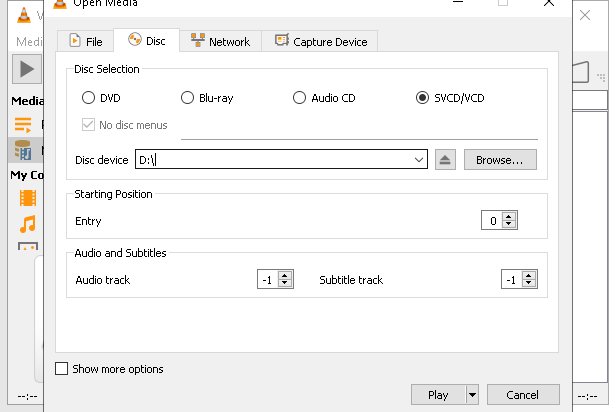 Open Media
Medi
File
Disc
Network
Capture Device
Disc Selection
DVD
Blu-ray
Audio CD
SVCD/VCD
No disc menus
Disc device
D:\
Browse...
Starting Position
Entry
0
Audio and Subtitles
Audio track
-1
Subtitle track
-1
Show more options
Play
Cancel
Media
My Co
--:--
--:--